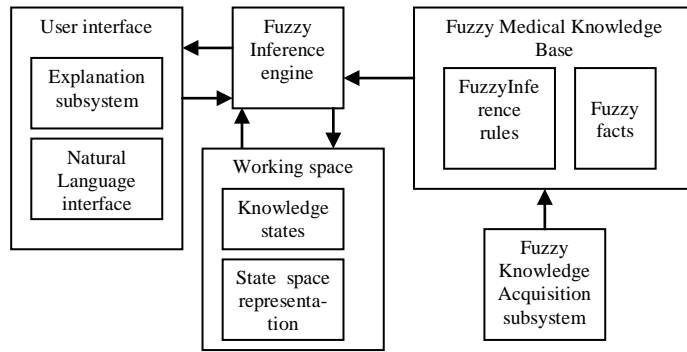 User interface
Explanation
subsystem
Natural
Language
interface
Fuzzy
Inference
engine
Working space
Knowledge
states
State space
representa-
tion
Fuzzy Medical Knowledge
Base
FuzzyInfe
rence
rules
Fuzzy
facts
Fuzzy
Knowledge
Acquisition
subsystem